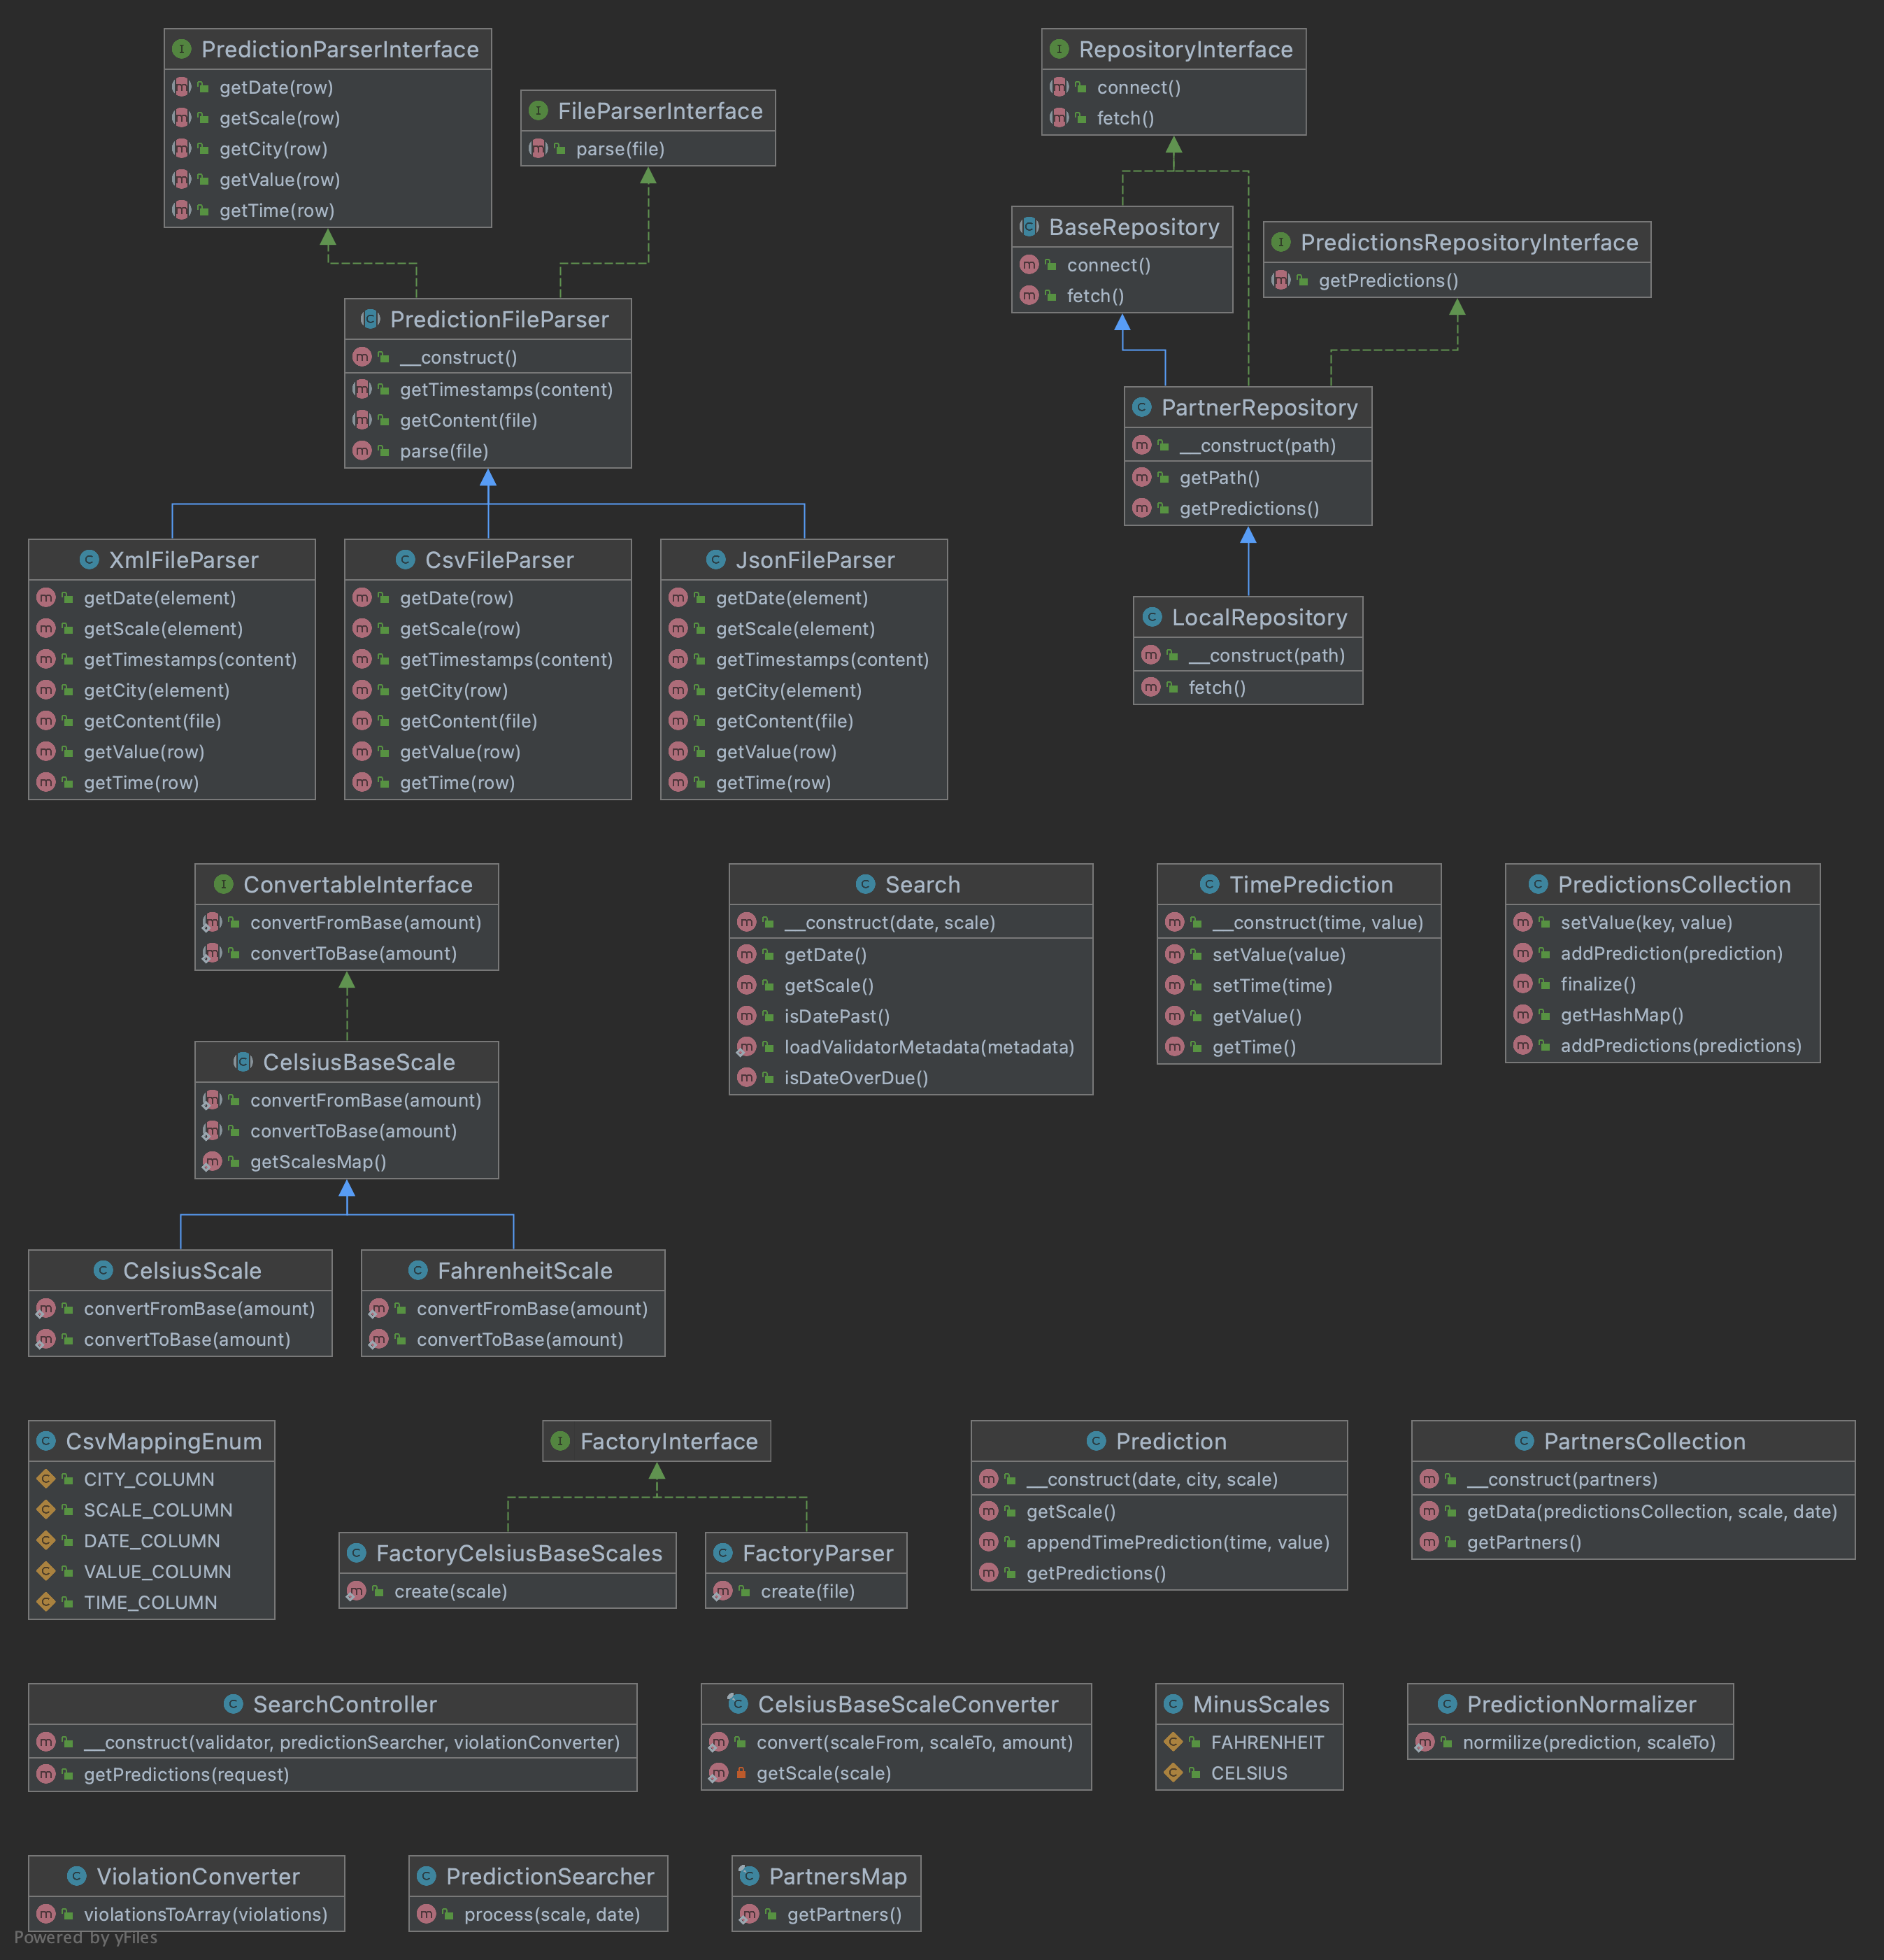 PredictionParserInterface
getDate(row)
getScale(row)
getCity(row)
getValue(row)
getTime(row)
FileParserInterface
parse(file)
RepositoryInterface
connect()
fetch()
BaseRepository
connect()
fetch()
PredictionsRepositoryInterface
getPredictions()
PredictionFileParser
__construct()
getTimestamps(content)
getContent(file)
parse(file)
PartnerRepository
__construct(path)
getPath()
getPredictions()
XmlFileParser
getDate(element)
getScale(element)
getTimestamps(content)
getCity(element)
getContent(file)
getValue(row)
getTime(row)
CsvFileParser
getDate(row)
getScale(row)
getTimestamps(content)
getCity(row)
getContent(file)
getValue(row)
getTime(row)
JsonFileParser
getDate(element)
getScale(element)
getTimestamps(content)
getCity(element)
getContent(file)
getValue(row)
getTime(row)
LocalRepository
__construct(path)
fetch()
ConvertableInterface
convertFromBase(amount)
convertToBase(amount)
CelsiusBaseScale
convertFromBase(amount)
convertToBase(amount)
getScalesMap()
CelsiusScale
convertFromBase(amount)
convertToBase(amount)
FahrenheitScale
convertFromBase(amount)
convertToBase(amount)
Search
__construct(date, scale)
getDate()
getScale()
isDatePast()
loadValidatorMetadata(metadata)
isDateOverDue()
TimePrediction
__construct(time, value)
setValue(value)
setTime(time)
getValue()
getTime()
PredictionsCollection
setValue(key, value)
addPrediction(prediction)
finalize()
getHashMap()
addPredictions(predictions)
CsvMappingEnum
CITY_COLUMN
SCALE_COLUMN
DATE_COLUMN
VALUE_COLUMN
TIME_COLUMN
FactoryInterface
FactoryCelsiusBaseScales
create(scale)
FactoryParser
create(file)
Prediction
__construct(date, city, scale)
getScale()
appendTimePrediction(time, value)
getPredictions()
PartnersCollection
__construct(partners)
getData(predictionsCollection, scale, date)
getPartners()
SearchController
__construct(validator, predictionSearcher, violationConverter)
getPredictions(request)
CelsiusBaseScaleConverter
convert(scaleFrom, scaleTo, amount)
getScale(scale)
MinusScales
FAHRENHEIT
CELSIUS
PredictionNormalizer
normilize(prediction, scaleTo)
ViolationConverter
violationsToArray(violations)
PredictionSearcher
process(scale, date)
PartnersMap
getPartners()
Powered by yFiles